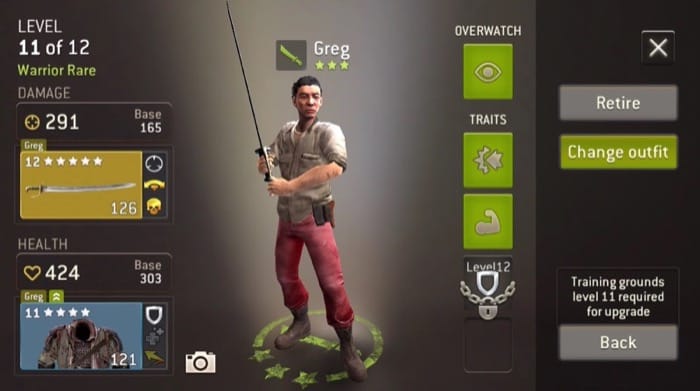 LEVEL
11 of 12
Warrior Rare
DAMAGE
291
Base
165
Greg
12
126
HEALTH
424
Base
303
Greg
11
121
Greg
OVERWATCH
TRAITS
Level12
Retire
Change outfit
Training grounds
level 11 required
for upgrade
Back